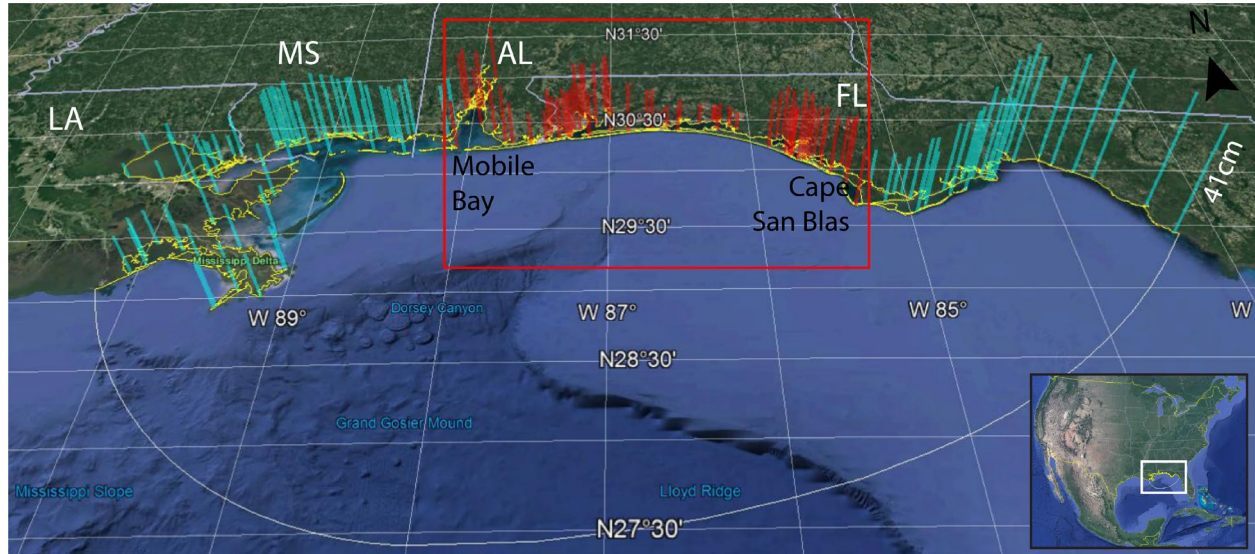 N31°30'
N
MS
AL
LA
FL
N30°30'
Mobile
Bay
Cape
San Blas
41cm
N29°30'
Mississippi Delta
W 89°
Dorsey Canyon
W 87°
W 85°
W
N28°30'
Grand Gosier Mound
Mississippi Slope
Lloyd Ridge
N27°30'